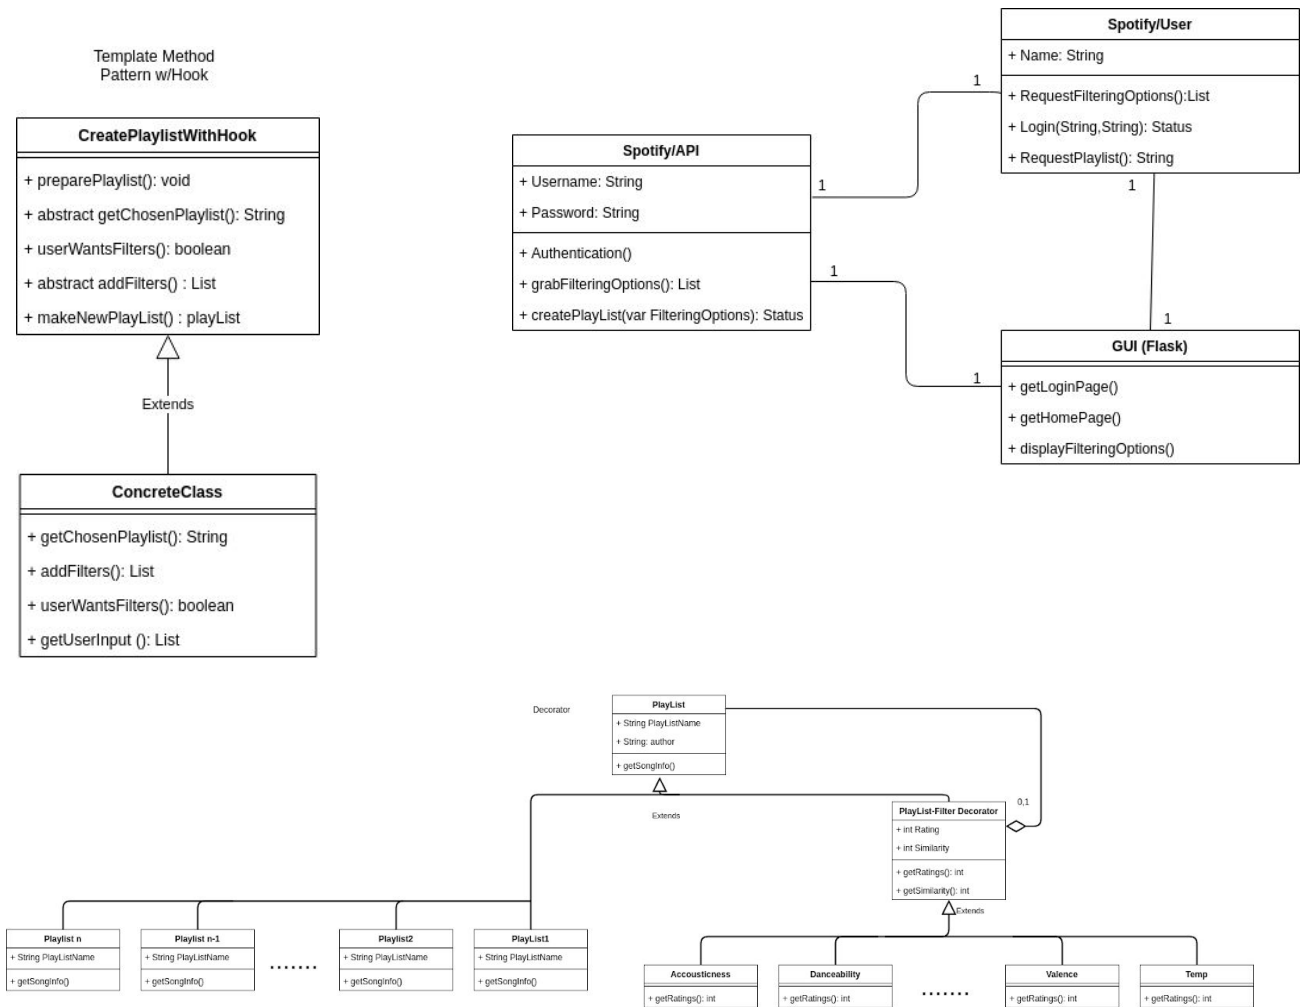 Template Method
Pattern w/Hook
CreatePlaylistWithHook
+ preparePlaylist(): void
+ abstract getChosenPlaylist(): String
+ userWantsFilters(): boolean
+ abstract addFilters() : List
+ makeNewPlayList() : playList
Extends
ConcreteClass
+ getChosenPlaylist(): String
+ addFilters(): List
+ userWantsFilters(): boolean
+ getUserInput (): List
Spotify/API
+ Username: String
+ Password: String
+ Authentication()
+ grabFilteringOptions(): List
+ createPlayList(var FilteringOptions): Status
1
1
1
1
Spotify/User
+ Name: String
+ RequestFilteringOptions():List
+ Login(String,String): Status
+ RequestPlaylist(): String
1
1
GUI (Flask)
+ getLoginPage()
+ getHomePage()
+ displayFilteringOptions()
Decorator
PlayList
+ String PlayListName
+ String: author
+ getSongInfo()
Extends
0,1
PlayList-Filter Decorator
+ int Rating
+ int Similarity
+ getRatings(): int
+ getSimilarity(): int
Extends
Playlist n
+ String PlayListName
+ getSongInfo()
Playlist n-1
+ String PlayListName
+ getSongInfo()
.......
Playlist2
+ String PlayListName
+ getSongInfo()
PlayList1
+ String PlayListName
+ getSongInfo()
Accousticness
+ getRatings(): int
Danceability
+ getRatings(): int
.......
Valence
+ getRatings(): int
Temp
+ getRatings(): int